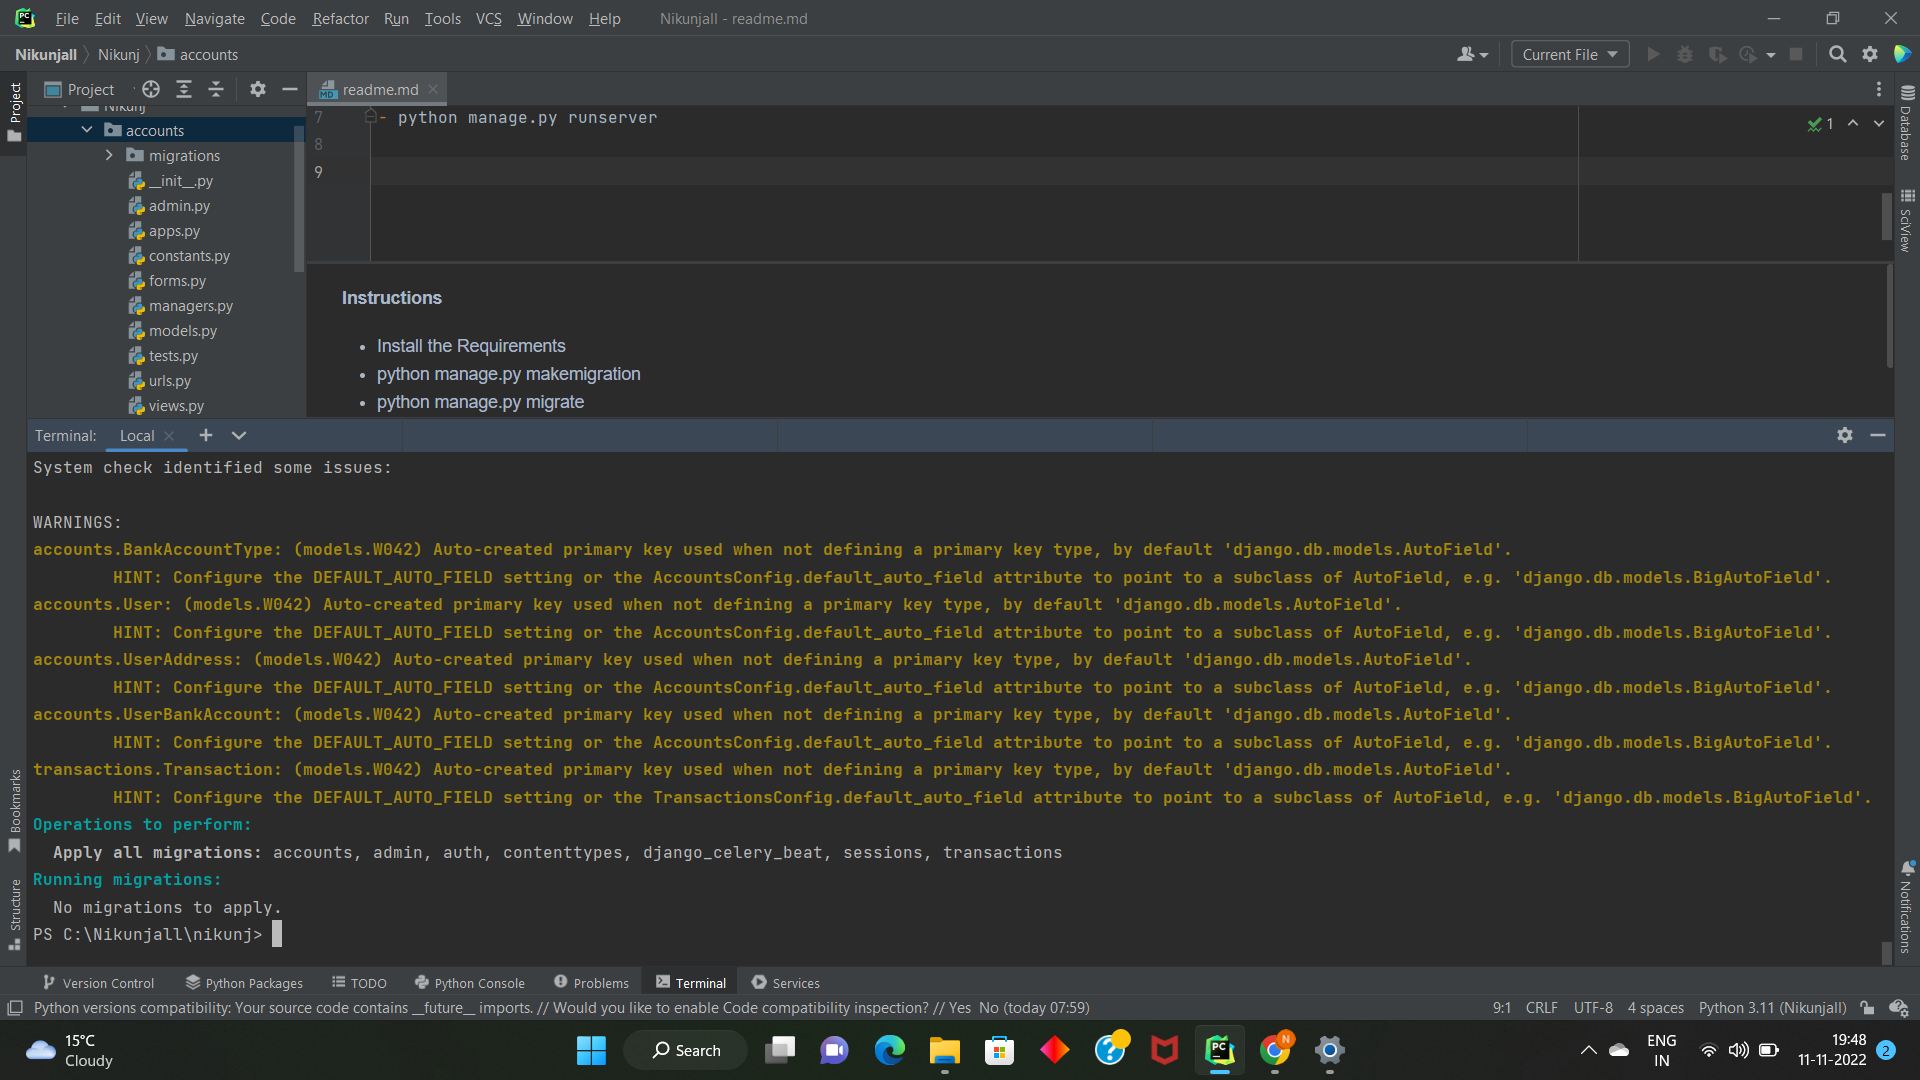 File Edit View Navigate Code Refactor Run Tools VCS Window Help Nikunjall - readme.md
Nikunjall Nikunj accounts Current File
Project readme.md
Project
Nikunj
accounts
migrations
__init__.py
admin.py
apps.py
constants.py
forms.py
managers.py
models.py
tests.py
urls.py
views.py
7 - python manage.py runserver
8
9
1
Database
SciView
Instructions
Install the Requirements
python manage.py makemigration
python manage.py migrate
Terminal: Local
System check identified some issues:
WARNINGS:
accounts.BankAccountType: (models.W042) Auto-created primary key used when not defining a primary key type, by default 'django.db.models.AutoField'.
HINT: Configure the DEFAULT_AUTO_FIELD setting or the AccountsConfig.default_auto_field attribute to point to a subclass of AutoField, e.g. 'django.db.models.BigAutoField'.
accounts.User: (models.W042) Auto-created primary key used when not defining a primary key type, by default 'django.db.models.AutoField'.
HINT: Configure the DEFAULT_AUTO_FIELD setting or the AccountsConfig.default_auto_field attribute to point to a subclass of AutoField, e.g. 'django.db.models.BigAutoField'.
accounts.UserAddress: (models.W042) Auto-created primary key used when not defining a primary key type, by default 'django.db.models.AutoField'.
HINT: Configure the DEFAULT_AUTO_FIELD setting or the AccountsConfig.default_auto_field attribute to point to a subclass of AutoField, e.g. 'django.db.models.BigAutoField'.
accounts.UserBankAccount: (models.W042) Auto-created primary key used when not defining a primary key type, by default 'django.db.models.AutoField'.
HINT: Configure the DEFAULT_AUTO_FIELD setting or the AccountsConfig.default_auto_field attribute to point to a subclass of AutoField, e.g. 'django.db.models.BigAutoField'.
transactions.Transaction: (models.W042) Auto-created primary key used when not defining a primary key type, by default 'django.db.models.AutoField'.
HINT: Configure the DEFAULT_AUTO_FIELD setting or the TransactionsConfig.default_auto_field attribute to point to a subclass of AutoField, e.g. 'django.db.models.BigAutoField'.
Operations to perform:
Apply all migrations: accounts, admin, auth, contenttypes, django_celery_beat, sessions, transactions
Running migrations:
No migrations to apply.
PS C:\Nikunjall\nikunj>
Bookmarks
Structure
Notifications
Version Control Python Packages TODO Python Console Problems Terminal Services
Python versions compatibility: Your source code contains __future__ imports. // Would you like to enable Code compatibility inspection? // Yes No (today 07:59) 9:1 CRLF UTF-8 4 spaces Python 3.11 (Nikunjall)
15°C
Cloudy
Search
PC
N
ENG
IN
19:48
11-11-2022
2